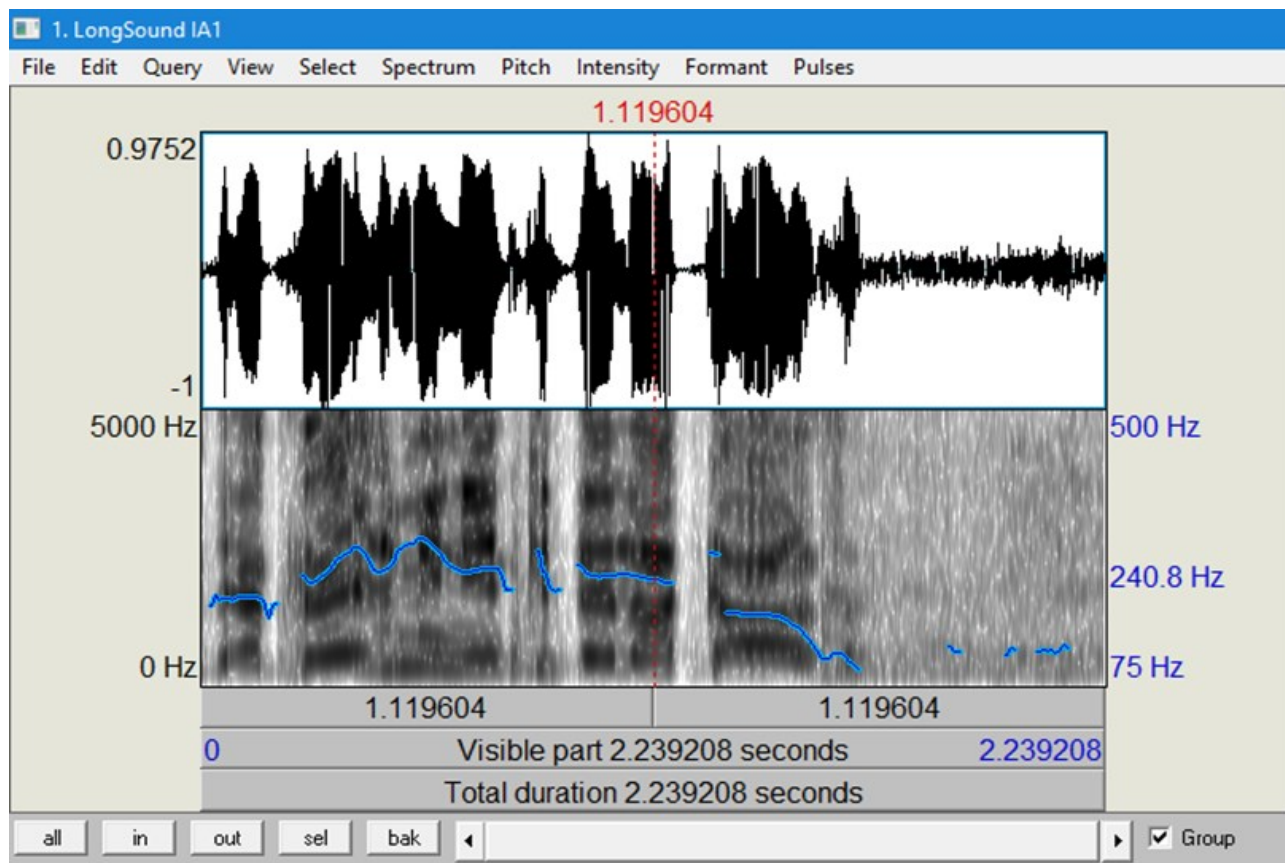 1. LongSound IA1
File Edit Query View Select Spectrum Pitch Intensity Formant Pulses
1.119604
0.9752
-1
5000 Hz 500 Hz
240.8 Hz
0 Hz 75 Hz
1.119604 1.119604
0 Visible part 2.239208 seconds 2.239208
Total duration 2.239208 seconds
all in out sel bak Group